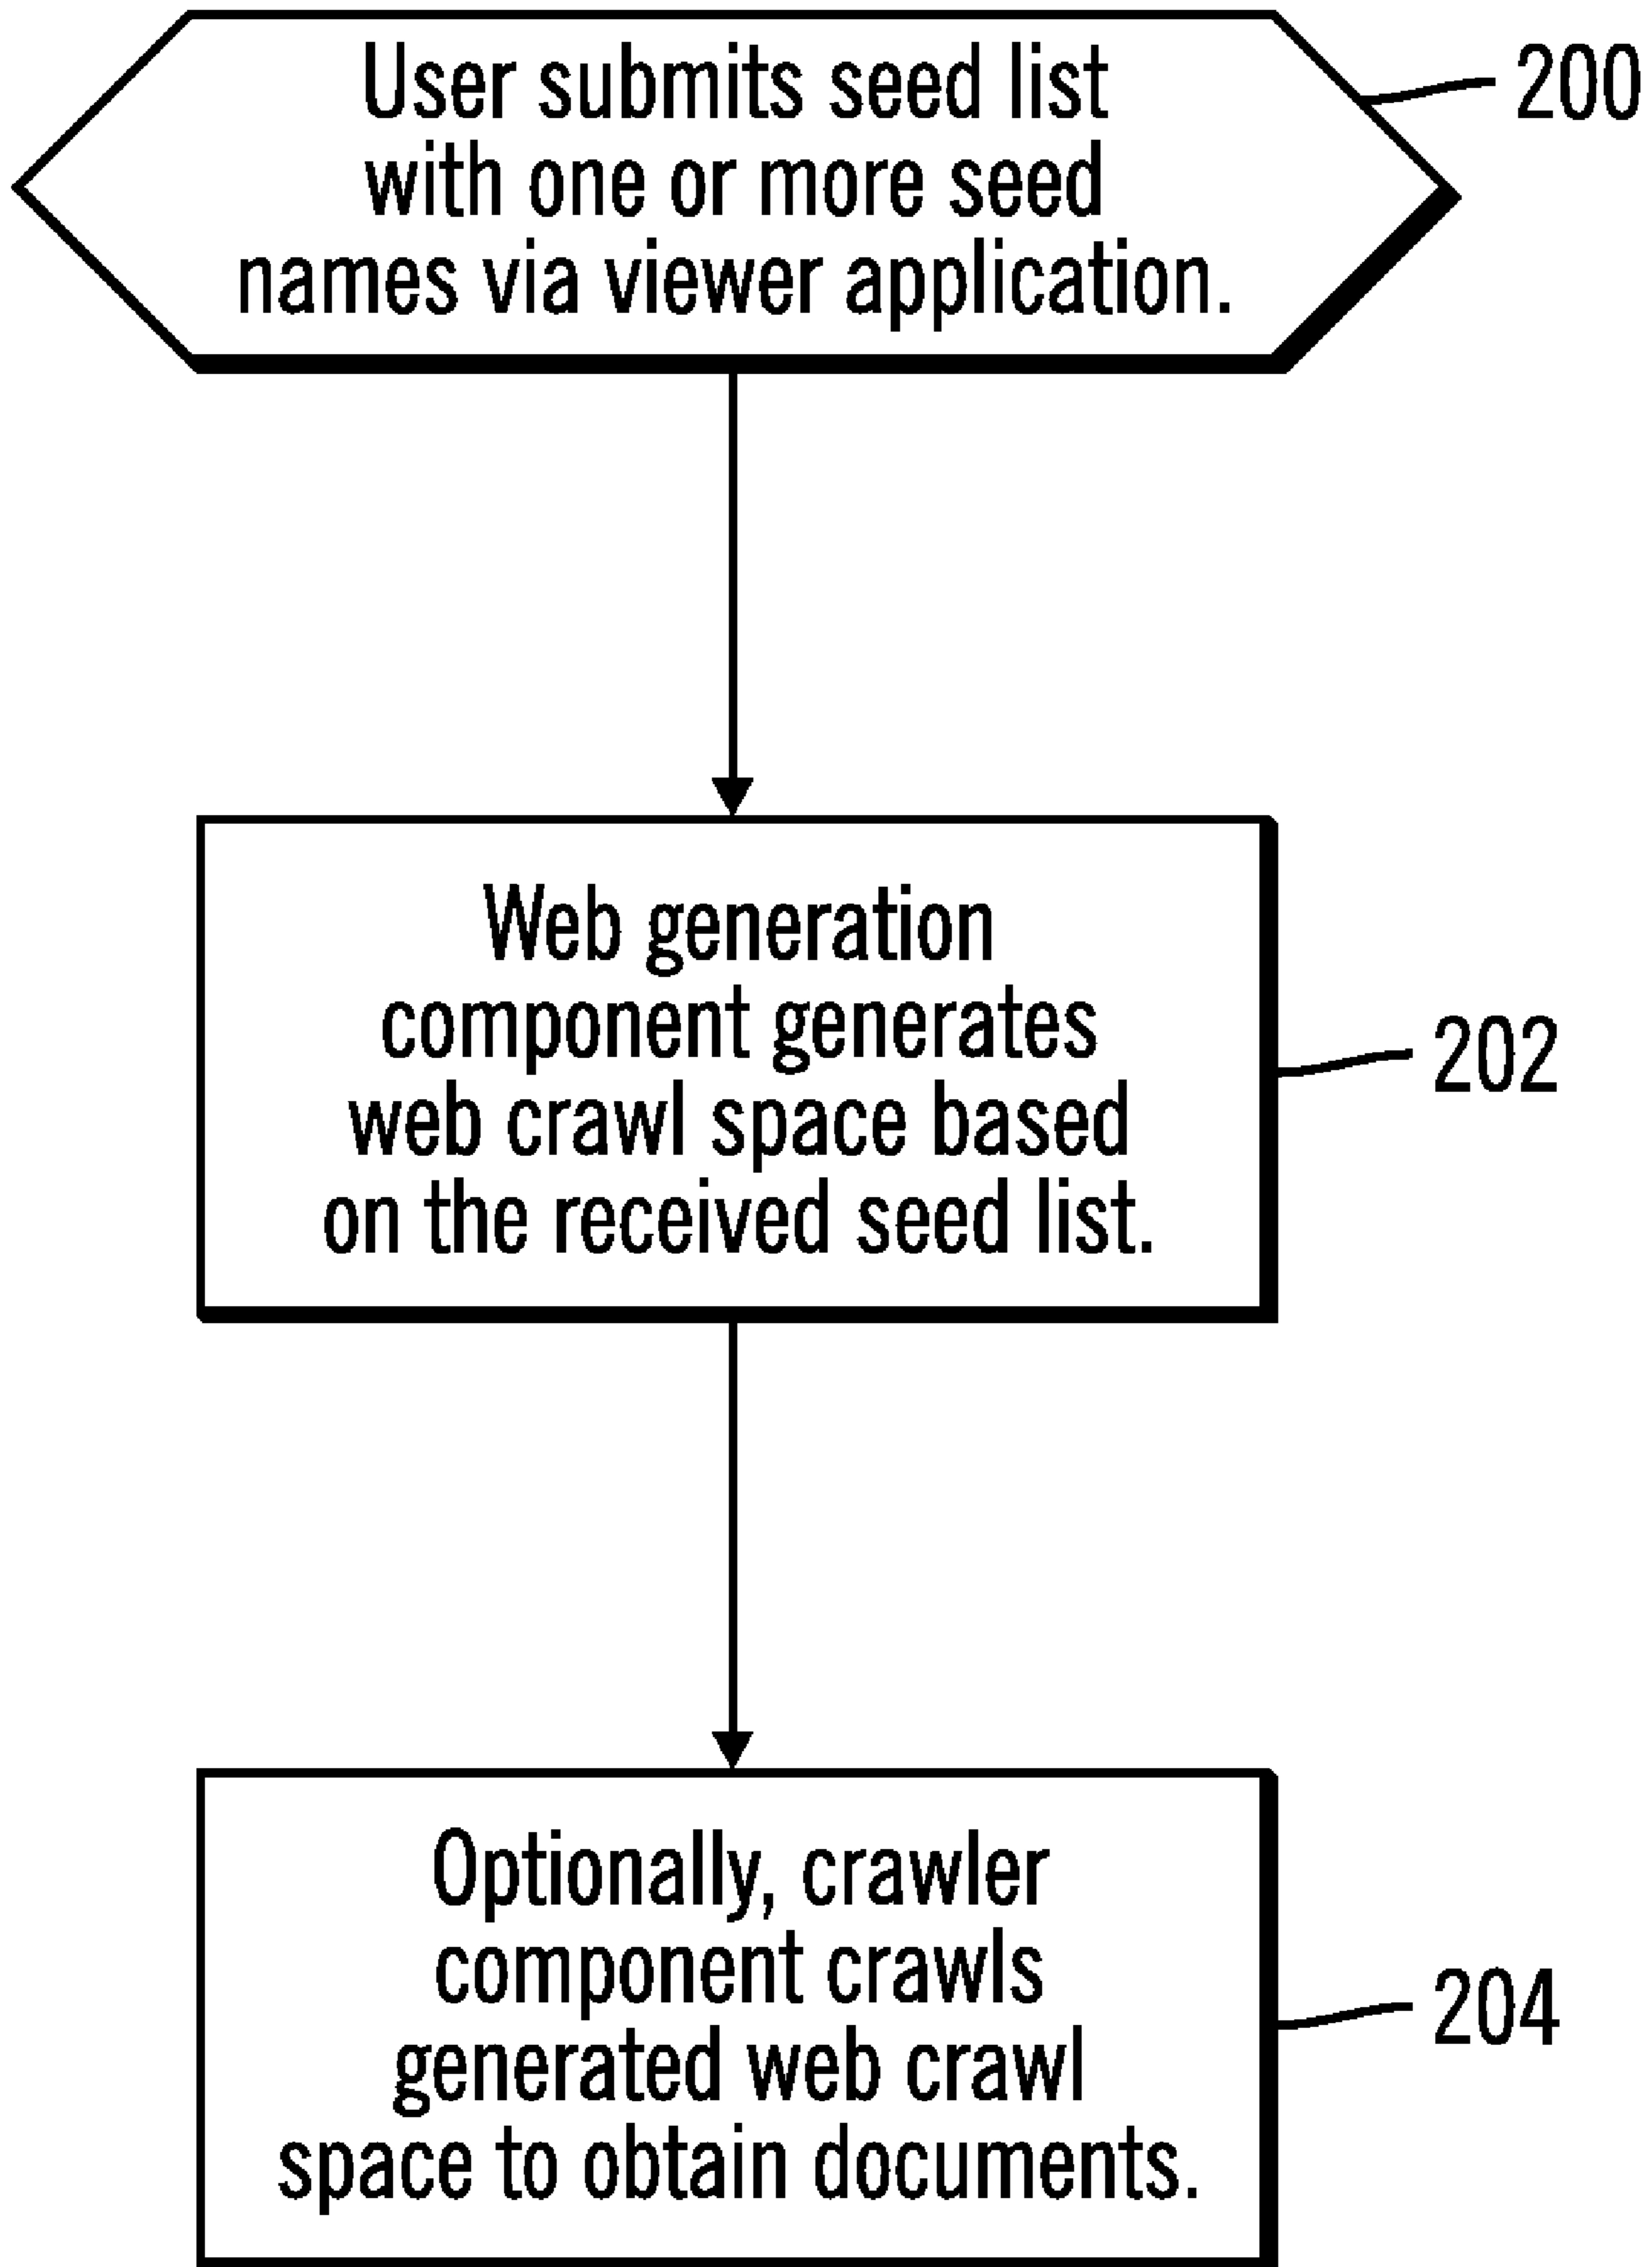 User submits seed list
with one or more seed
names via viewer application.
200
Web generation
component generates
web crawl space based
on the received seed list.
202
Optionally, crawler
component crawls
generated web crawl
space to obtain documents.
204